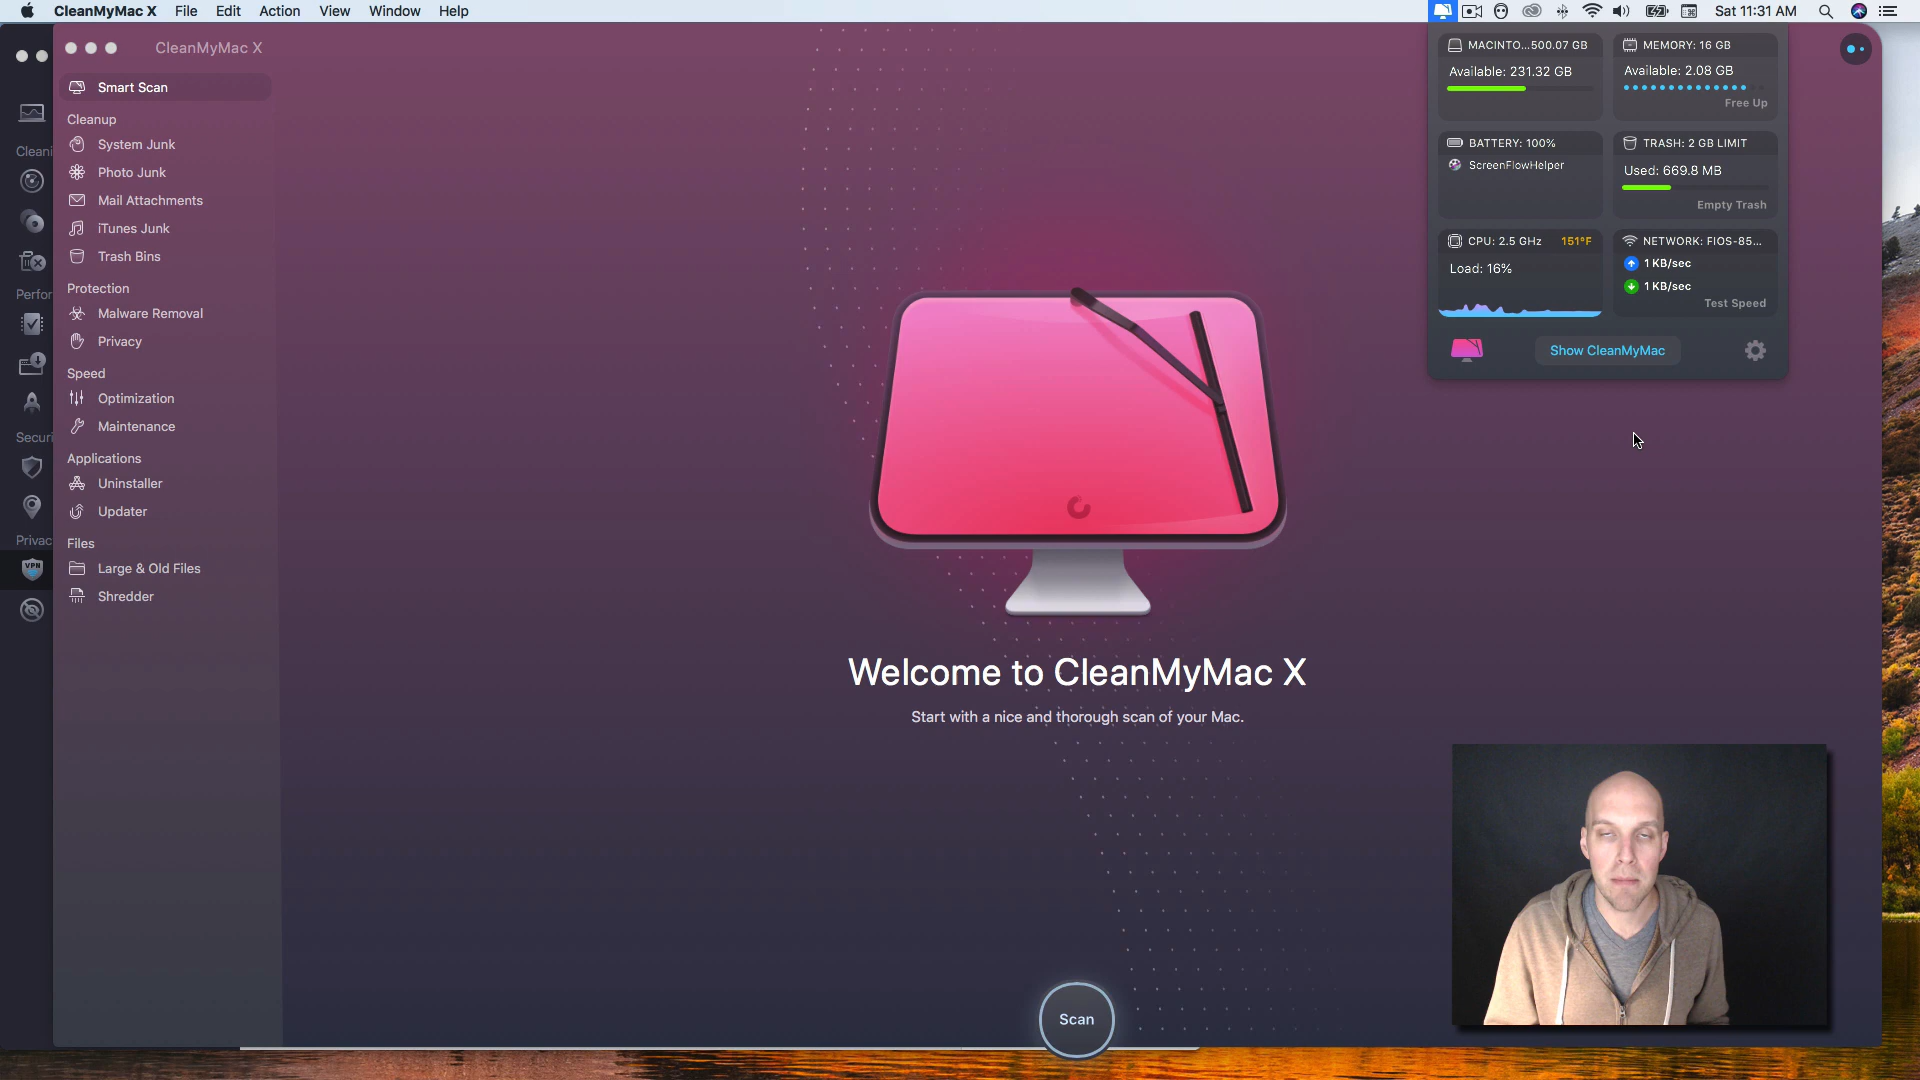 CleanMyMac X File Edit Action View Window Help
Sat 11:31 AM
CleanMyMac X
Smart Scan
Cleanup
System Junk
Photo Junk
Mail Attachments
iTunes Junk
Trash Bins
Protection
Malware Removal
Privacy
Speed
Optimization
Maintenance
Applications
Uninstaller
Updater
Files
Large & Old Files
Shredder
Cleani
Perfor
Securi
Privac
VPN
Welcome to CleanMyMac X
Start with a nice and thorough scan of your Mac.
Scan
MACINTO...500.07 GB
Available: 231.32 GB
MEMORY: 16 GB
Available: 2.08 GB
Free Up
BATTERY: 100%
ScreenFlowHelper
TRASH: 2 GB LIMIT
Used: 669.8 MB
Empty Trash
CPU: 2.5 GHz 151°F
Load: 16%
NETWORK: FIOS-85...
1 KB/sec
1 KB/sec
Test Speed
Show CleanMyMac